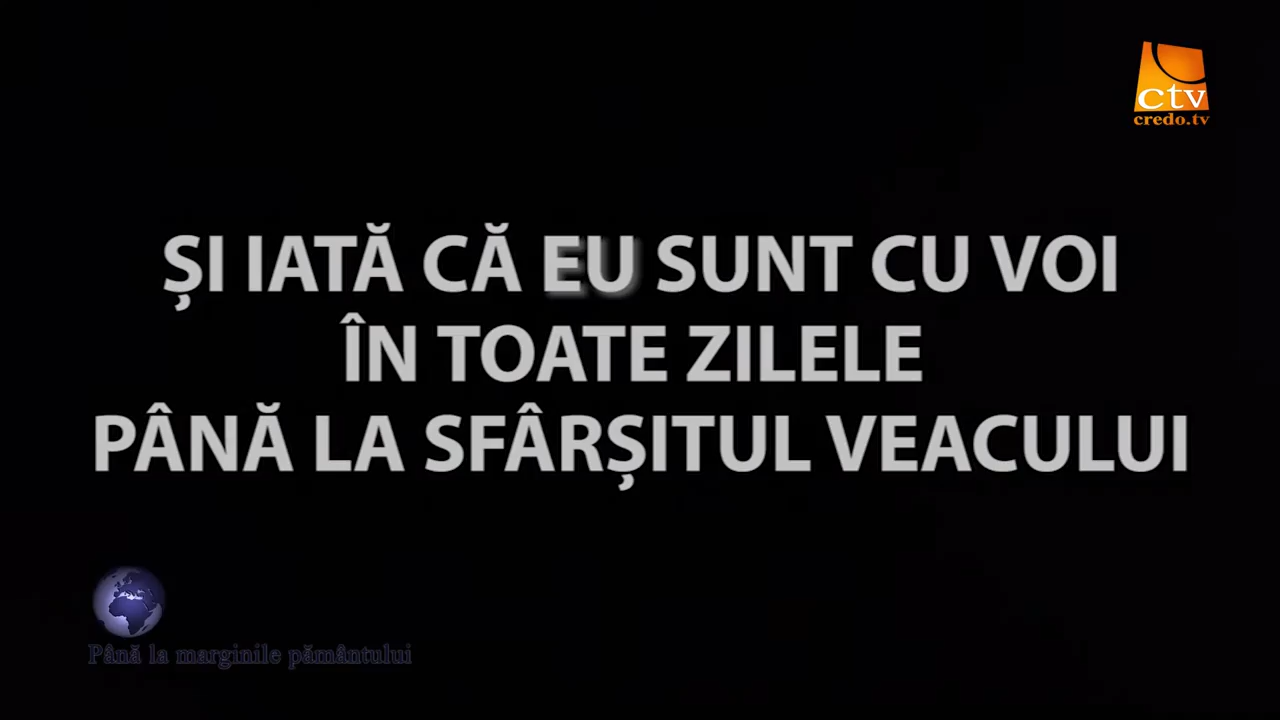 ctv
credo.tv
ȘI IATĂ CĂ EU SUNT CU VOI
ÎN TOATE ZILELE
PÂNĂ LA SFÂRȘITUL VEACULUI
Până la marginile pământului